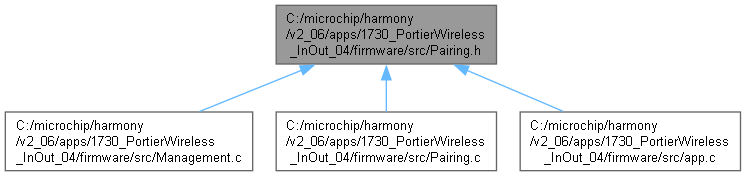 C:/microchip/harmony
/v2_06/apps/1730_PortierWireless
_InOut_04/firmware/src/Pairing.h
C:/microchip/harmony
/v2_06/apps/1730_PortierWireless
_InOut_04/firmware/src/Management.c
C:/microchip/harmony
/v2_06/apps/1730_PortierWireless
_InOut_04/firmware/src/Pairing.c
C:/microchip/harmony
/v2_06/apps/1730_PortierWireless
_InOut_04/firmware/src/app.c